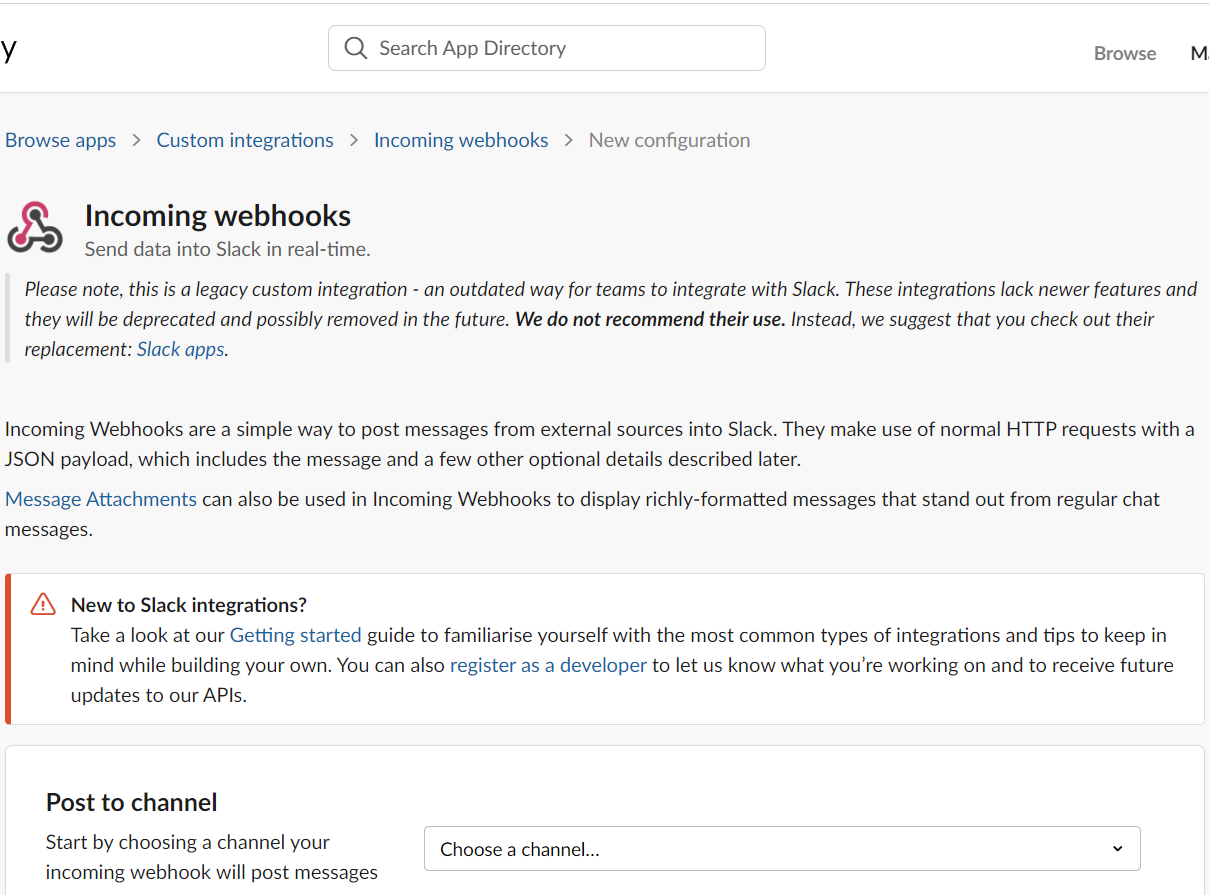 y
Search App Directory
Browse
Browse apps > Custom integrations > Incoming webhooks > New configuration
Incoming webhooks
Send data into Slack in real-time.
Please note, this is a legacy custom integration - an outdated way for teams to integrate with Slack. These integrations lack newer features and
they will be deprecated and possibly removed in the future. We do not recommend their use. Instead, we suggest that you check out their
replacement: Slack apps.
Incoming Webhooks are a simple way to post messages from external sources into Slack. They make use of normal HTTP requests with a
JSON payload, which includes the message and a few other optional details described later.
Message Attachments can also be used in Incoming Webhooks to display richly-formatted messages that stand out from regular chat
messages.
New to Slack integrations?
Take a look at our Getting started guide to familiarise yourself with the most common types of integrations and tips to keep in
mind while building your own. You can also register as a developer to let us know what you’re working on and to receive future
updates to our APIs.
Post to channel
Start by choosing a channel your
incoming webhook will post messages
Choose a channel...